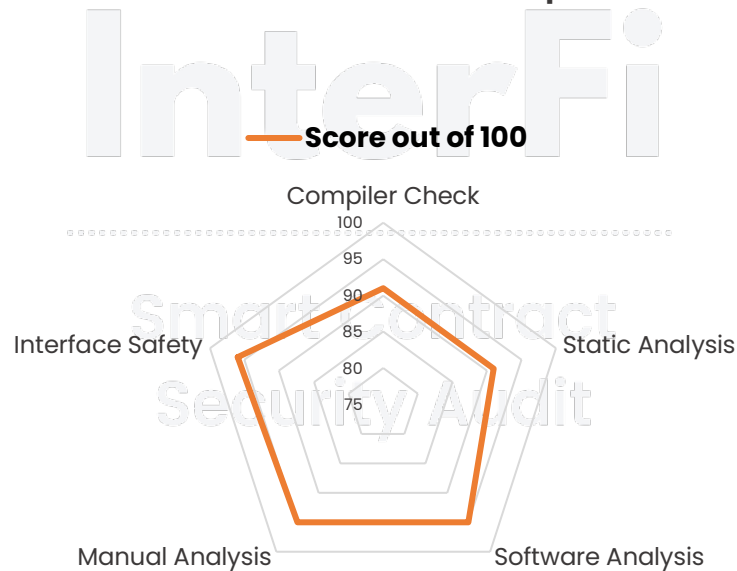 InterFi
Score out of 100
Compiler Check
100
95
90
85
80
75
Smart Contract
Interface Safety
Static Analysis
Security Audit
Manual Analysis
Software Analysis